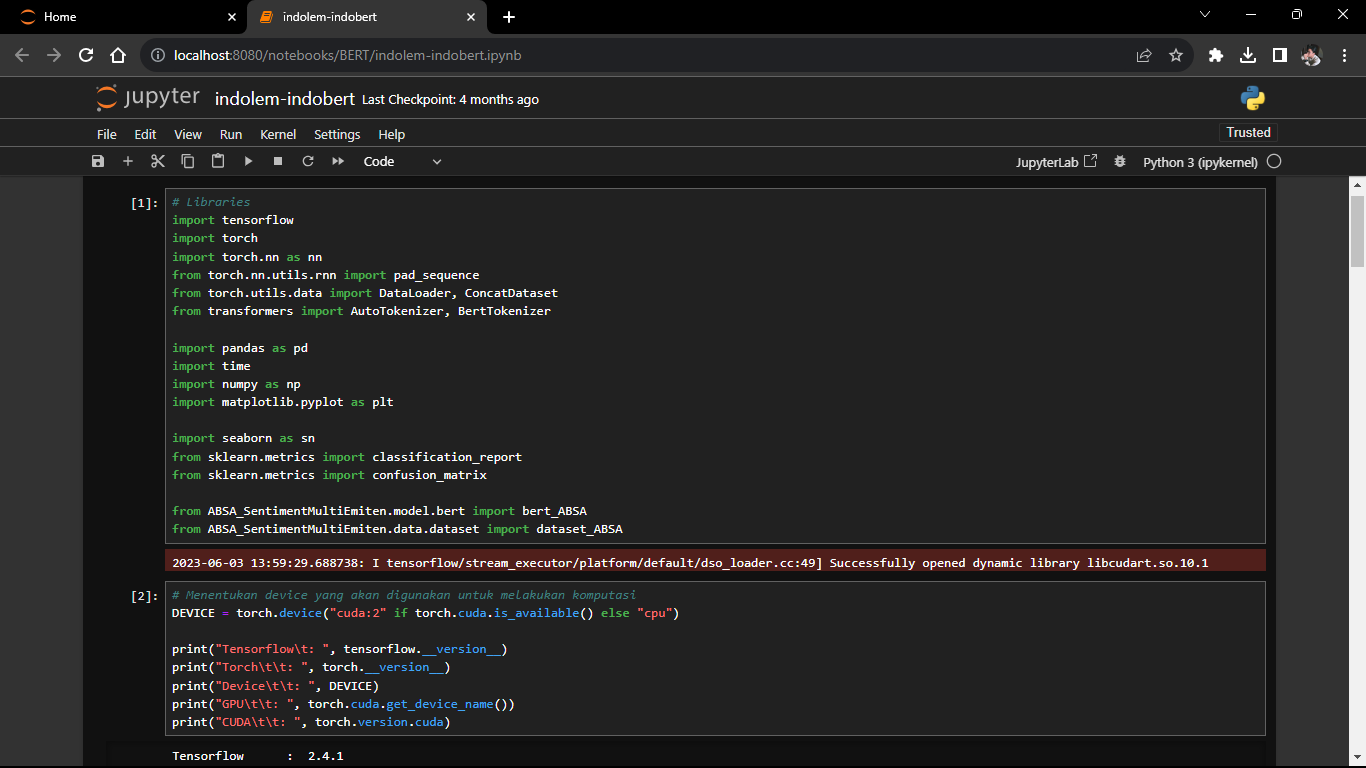 Home
indolem-indobert
localhost:8080/notebooks/BERT/indolem-indobert.ipynb
jupyter indolem-indobert Last Checkpoint: 4 months ago
File Edit View Run Kernel Settings Help
Trusted
Code
JupyterLab
Python 3 (ipykernel)
[1]:
# Libraries
import tensorflow
import torch
import torch.nn as nn
from torch.nn.utils.rnn import pad_sequence
from torch.utils.data import DataLoader, ConcatDataset
from transformers import AutoTokenizer, BertTokenizer
import pandas as pd
import time
import numpy as np
import matplotlib.pyplot as plt
import seaborn as sn
from sklearn.metrics import classification_report
from sklearn.metrics import confusion_matrix
from ABSA_SentimentMultiEmiten.model.bert import bert_ABSA
from ABSA_SentimentMultiEmiten.data.dataset import dataset_ABSA
2023-06-03 13:59:29.688738: I tensorflow/stream_executor/platform/default/dso_loader.cc:49] Successfully opened dynamic library libcudart.so.10.1
[2]:
# Menentukan device yang akan digunakan untuk melakukan komputasi
DEVICE = torch.device("cuda:2" if torch.cuda.is_available() else "cpu")
print("Tensorflow\t: ", tensorflow.__version__)
print("Torch\t\t: ", torch.__version__)
print("Device\t\t: ", DEVICE)
print("GPU\t\t: ", torch.cuda.get_device_name())
print("CUDA\t\t: ", torch.version.cuda)
Tensorflow : 2.4.1